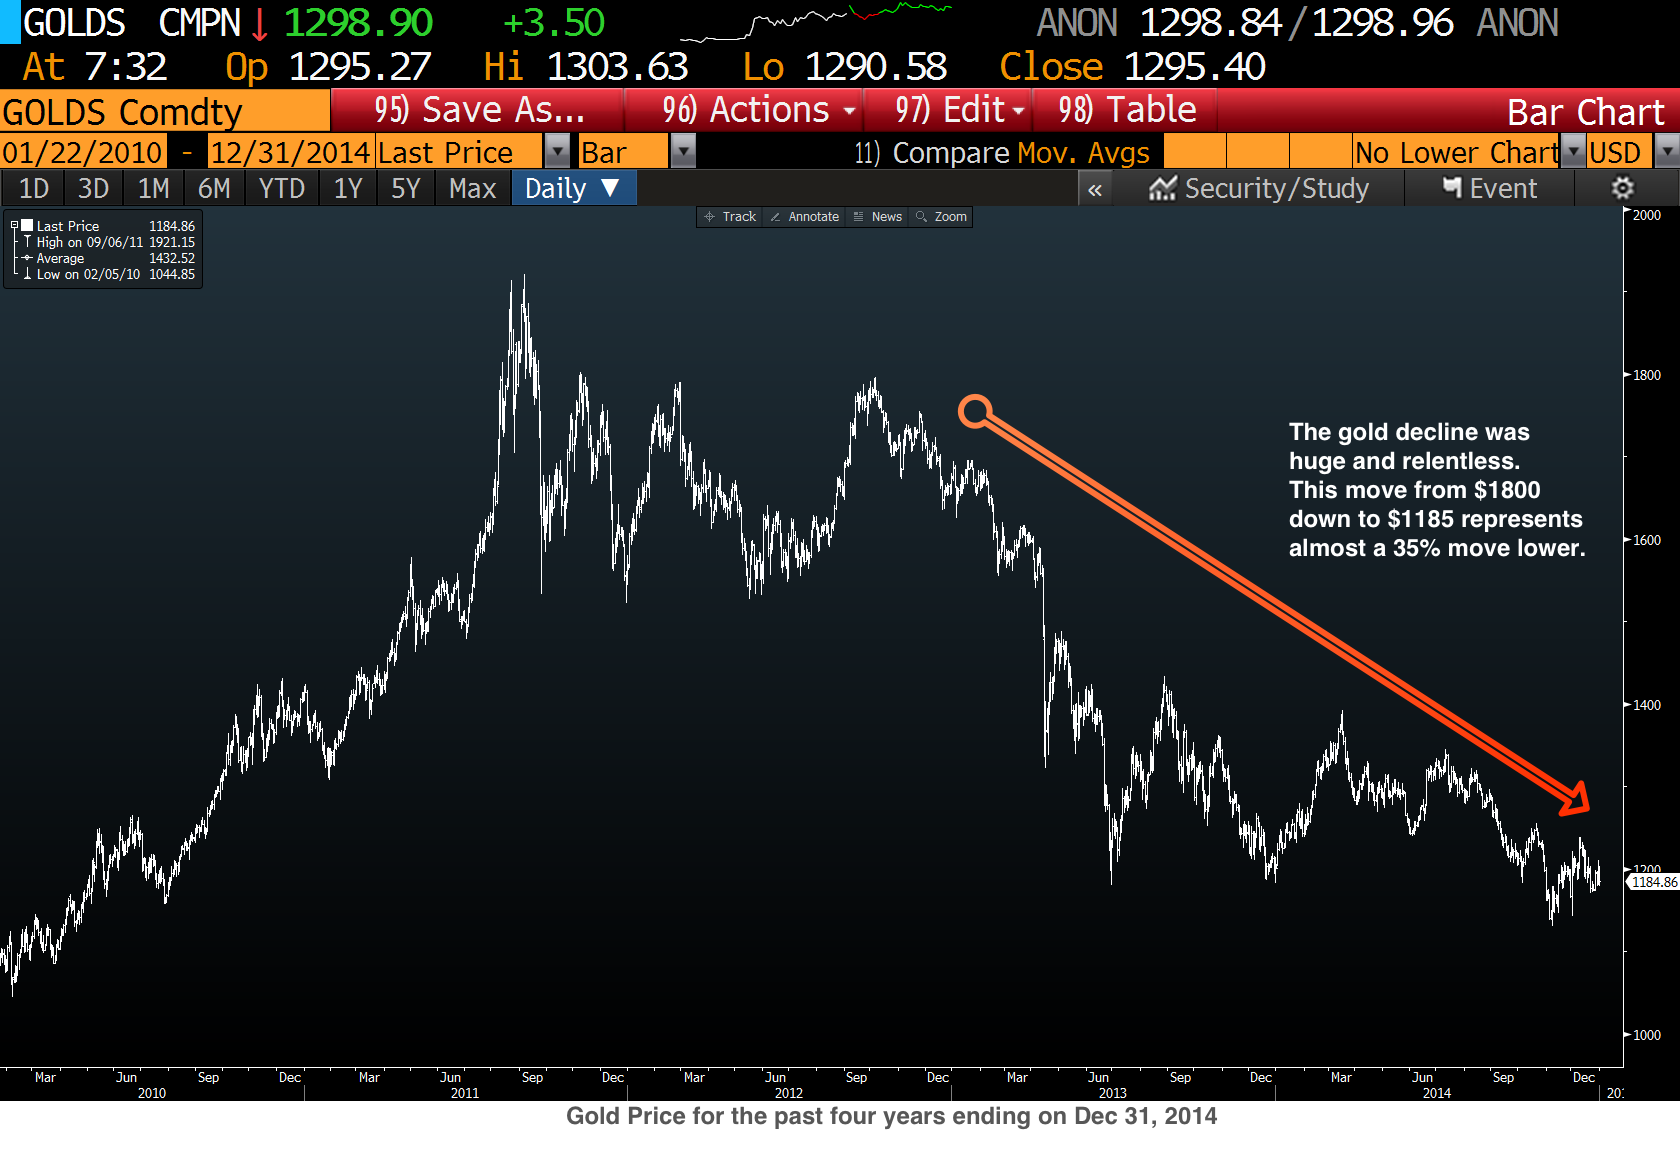 GOLDS CMPN ↓ 1298.90 +3.50 ANON 1298.84/1298.96 ANON
At 7:32 Op 1295.27 Hi 1303.63 Lo 1290.58 Close 1295.40
GOLDS Comdty 95) Save As... 96) Actions 97) Edit 98) Table Bar Chart
01/22/2010 - 12/31/2014 Last Price Bar 11) Compare Mov. Avgs No Lower Chart USD
1D 3D 1M 6M YTD 1Y 5Y Max Daily ▼ « Security/Study Event
Track Annotate News Zoom
Last Price 1184.86
High on 09/06/11 1921.15
Average 1432.52
Low on 02/05/10 1044.85
2000
1800
The gold decline was
huge and relentless.
This move from $1800
down to $1185 represents
almost a 35% move lower.
1600
1400
1200
1184.86
1000
Mar Jun Sep Dec Mar Jun Sep Dec Mar Jun Sep Dec Mar Jun Sep Dec Mar Jun Sep Dec
2010 2011 2012 2013 2014 201
Gold Price for the past four years ending on Dec 31, 2014